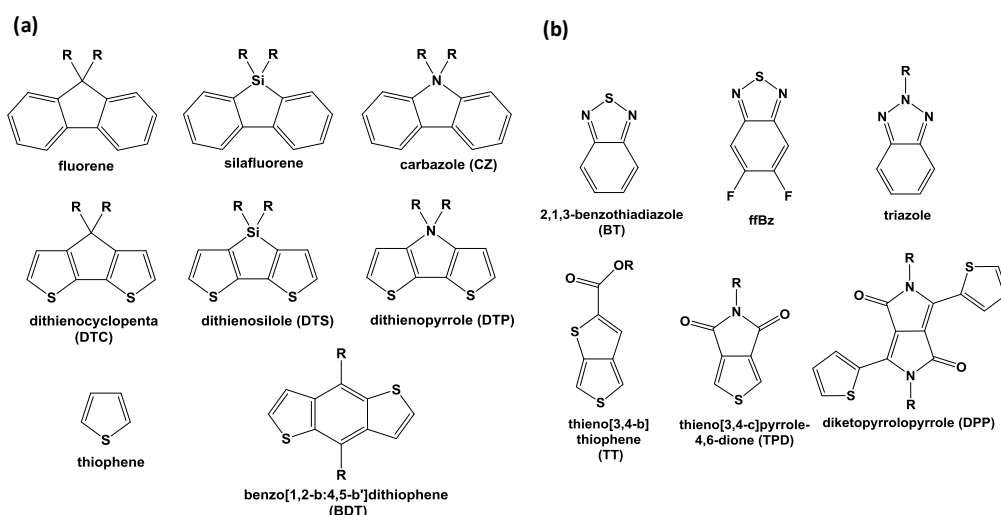 (a)
R R
fluorene
R R
Si
silafluorene
R R
N
carbazole (CZ)
R R
S S
dithienocyclopenta
(DTC)
R R
Si
S S
dithienosilole (DTS)
R R
N
S S
dithienopyrrole (DTP)
S
thiophene
R
S
S
R
benzo[1,2-b:4,5-b']dithiophene
(BDT)
(b)
S
N N
2,1,3-benzothiadiazole
(BT)
S
N N
F F
ffBz
R
N
N N
triazole
O OR
S
S
thieno[3,4-b]
thiophene
(TT)
R
O N O
S
thieno[3,4-c]pyrrole-
4,6-dione (TPD)
R S
O N
S N O
R
diketopyrrolopyrrole (DPP)